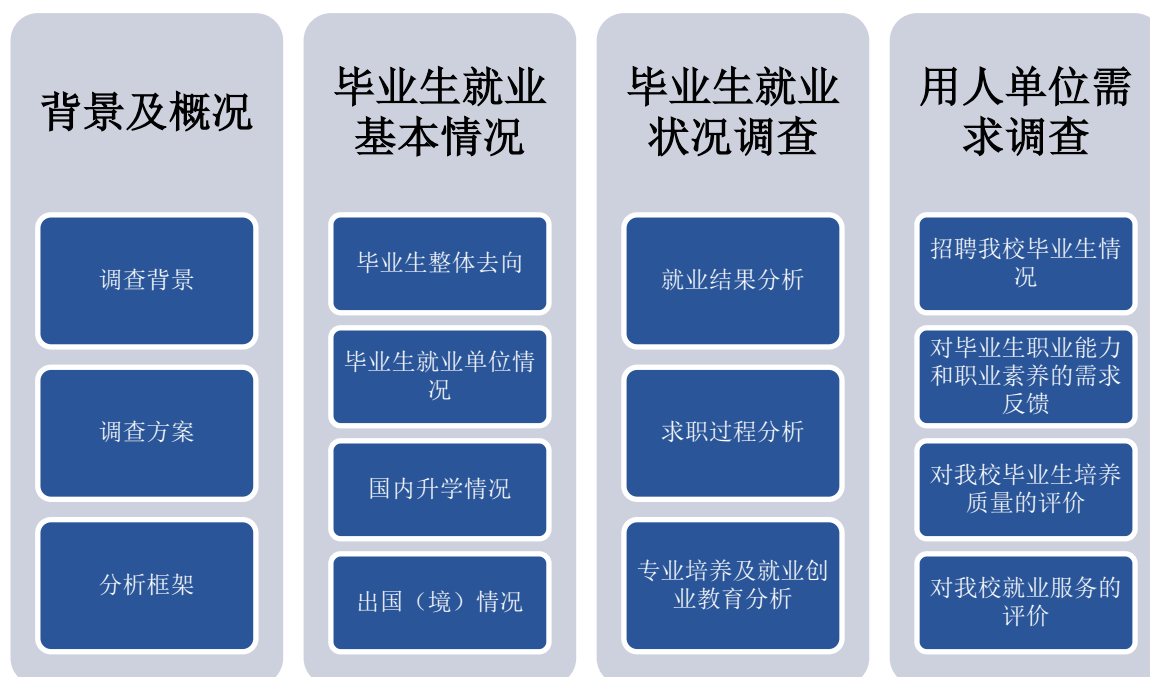 背景及概况
调查背景
调查方案
分析框架
毕业生就业
基本情况
毕业生整体去向
毕业生就业单位情
况
国内升学情况
出国（境）情况
毕业生就业
状况调查
就业结果分析
求职过程分析
专业培养及就业创
业教育分析
用人单位需
求调查
招聘我校毕业生情
况
对毕业生职业能力
和职业素养的需求
反馈
对我校毕业生培养
质量的评价
对我校就业服务的
评价